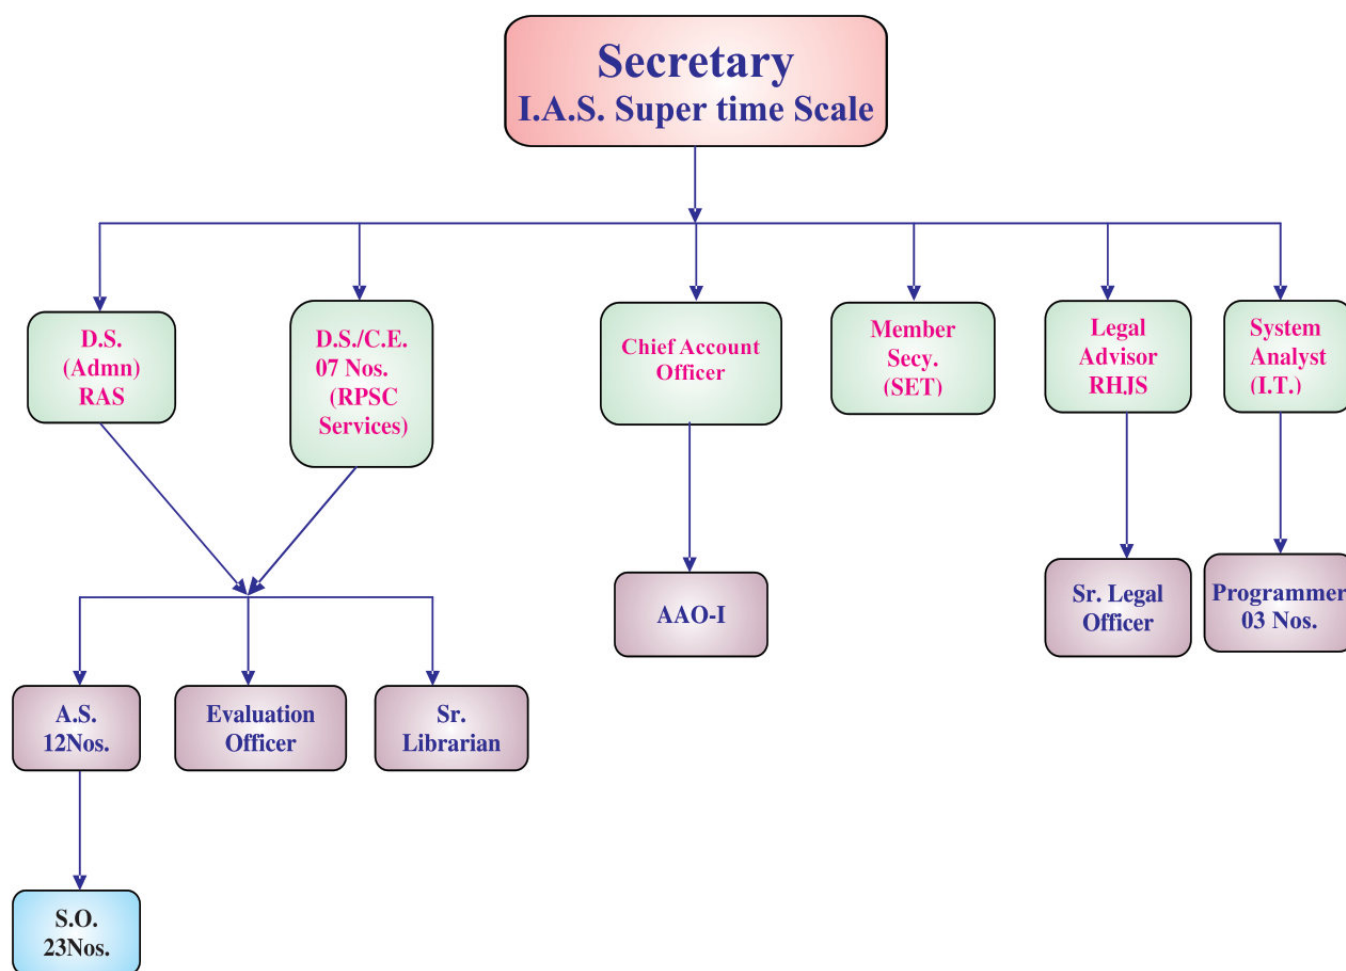 Secretary
I.A.S. Super time Scale
D.S.
(Admn)
RAS
D.S./C.E.
07 Nos.
(RPSC
Services)
Chief Account
Officer
Member
Secy.
(SET)
Legal
Advisor
RHJS
System
Analyst
(I.T.)
AAO-I
Sr. Legal
Officer
Programmer
03 Nos.
A.S.
12Nos.
Evaluation
Officer
Sr.
Librarian
S.O.
23Nos.